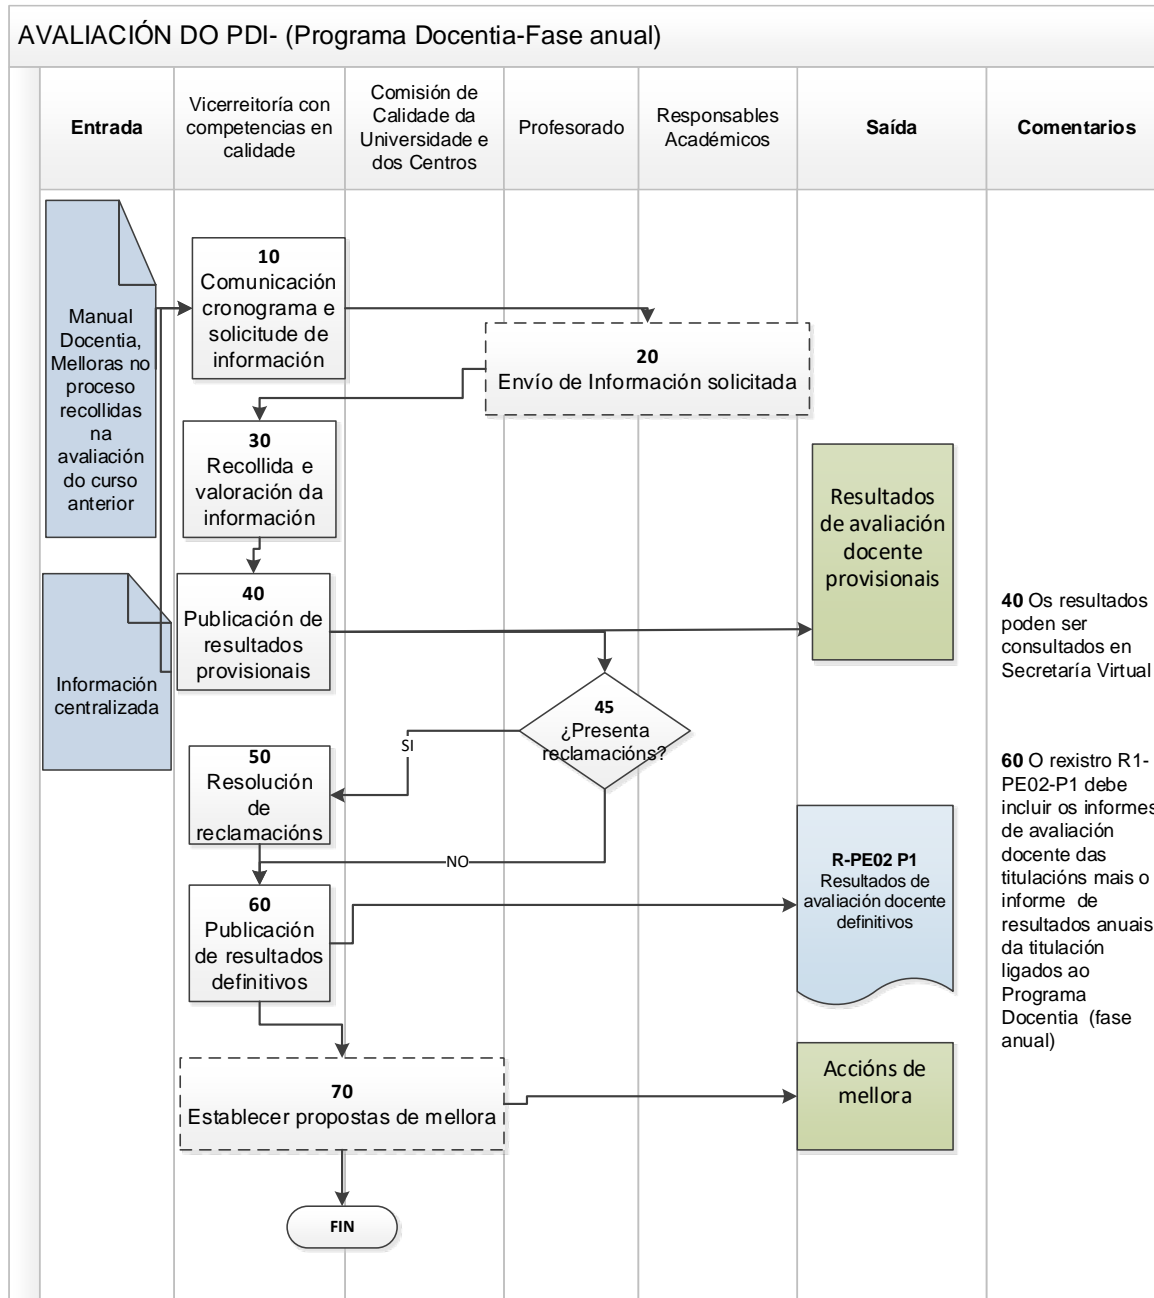 AVALIACIÓN DO PDI- (Programa Docentia-Fase anual)
Entrada
Vicerreitoría con
competencias en
calidade
Comisión de
Calidade da
Universidade e
dos Centros
Profesorado
Responsables
Académicos
Saída
Comentarios
Manual
Docentia,
Melloras no
proceso
recollidas
na
avaliación
do curso
anterior
10
Comunicación
cronograma e
solicitude de
información
20
Envío de Información solicitada
30
Recollida e
valoración da
información
Resultados
de avaliación
docente
provisionais
Información
centralizada
40
Publicación de
resultados
provisionais
40 Os resultados
poden ser
consultados en
Secretaría Virtual
45
¿Presenta
reclamacións?
SI
50
Resolución
de
reclamacións
NO
60
Publicación
de resultados
definitivos
R-PE02 P1
Resultados de
avaliación docente
definitivos
60 O rexistro R1-
PE02-P1 debe
incluir os informes
de avaliación
docente das
titulacións mais o
informe de
resultados anuais
da titulación
ligados ao
Programa
Docentia (fase
anual)
70
Establecer propostas de mellora
Accións de
mellora
FIN